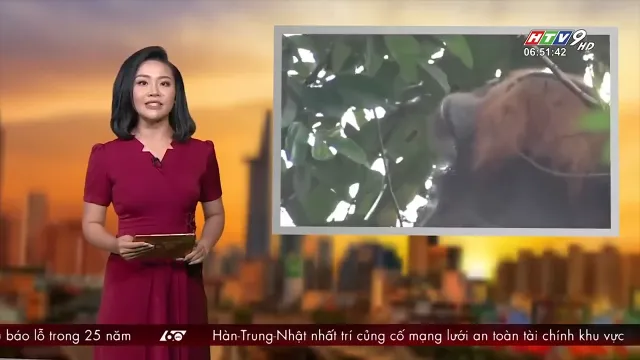 HTV9 HD
06:51:42
báo lỗ trong 25 năm 60 Hàn-Trung-Nhật nhất trí củng cố mạng lưới an toàn tài chính khu vực